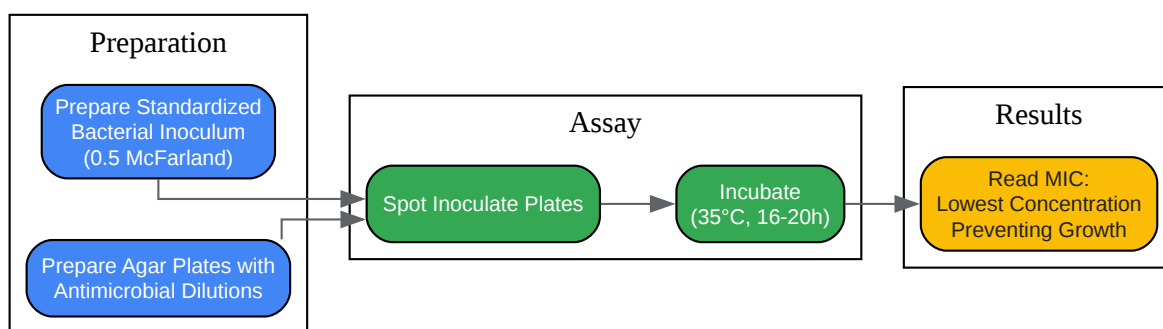 Preparation
Prepare Standardized
Bacterial Inoculum
(0.5 McFarland)
Prepare Agar Plates with
Antimicrobial Dilutions
Assay
Spot Inoculate Plates
Incubate
(35°C, 16-20h)
Results
Read MIC:
Lowest Concentration
Preventing Growth